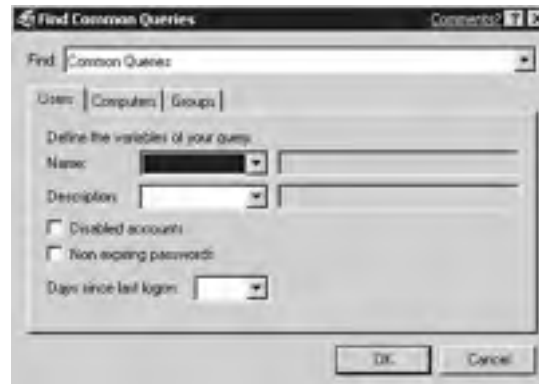 Find Common Queries Comments? ?
Find: Common Queries
Users Computers Groups
Define the variables of your query.
Name:
Description:
Disabled accounts
Non expiring passwords
Days since last logon:
OK Cancel